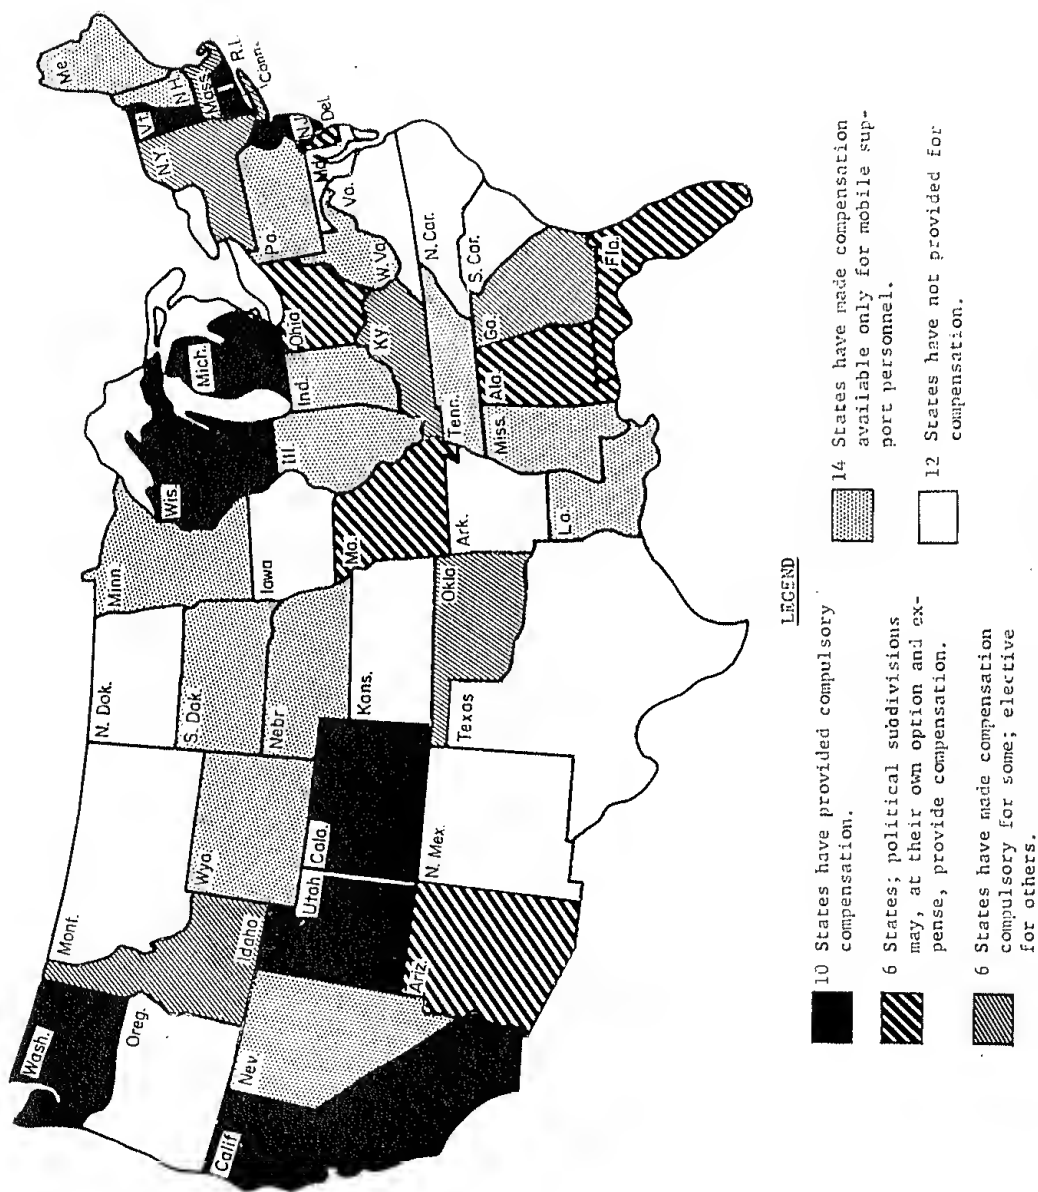 Wash.
Oreg.
Calif
Nev.
Idaho
Mont.
Wyo.
Utah
Colo.
Ariz.
N. Mex.
N. Dak.
S. Dak.
Nebr
Kans.
Okla
Texas
Minn
Iowa
Mo.
Ark.
La
Wis.
Ill.
Mich.
Ind.
Ohio
Ky
Tenn.
Miss.
Ala.
Ga.
Fla.
S. Car.
N. Car.
Va.
W. Va.
Md.
Del.
Pa
N.J.
N.Y.
Conn.
R.I.
Mass
Vt.
N H
Me.
LEGEND
10 States have provided compulsory
compensation.
6 States; political subdivisions
may, at their own option and ex-
pense, provide compensation.
6 States have made compensation
compulsory for some; elective
for others.
14 States have made compensation
available only for mobile sup-
port personnel.
12 States have not provided for
compensation.